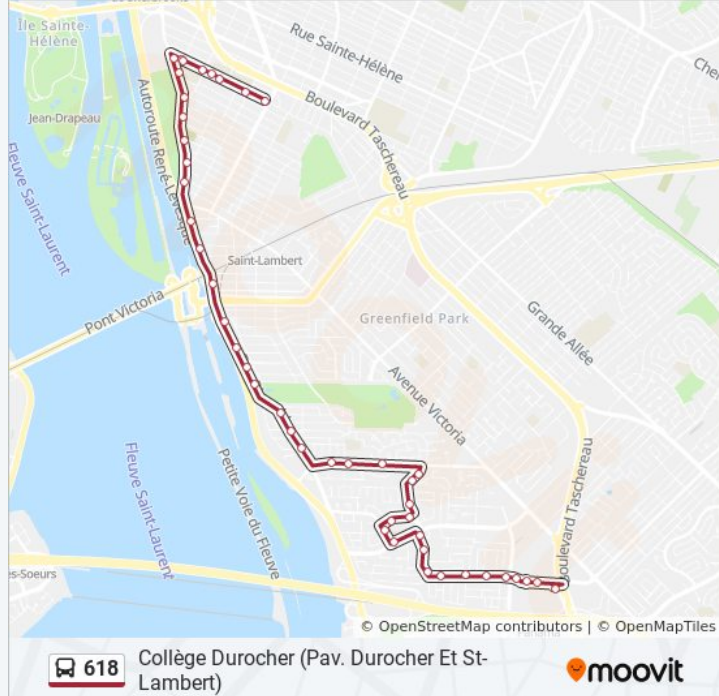 Île Sainte-
Hélène
Rue Sainte-Hélène
Jean-Drapeau
Autoroute René-Lévesque
Boulevard Taschereau
Fleuve Saint-Laurent
Saint-Lambert
Pont Victoria
Greenfield Park
Grande Allée
Avenue Victoria
Fleuve Saint-Laurent
Petite Voie du Fleuve
Boulevard Taschereau
es-Soeurs
© OpenStreetMap contributors | © OpenMapTiles
618
Collège Durocher (Pav. Durocher Et St-
Lambert)
moovit